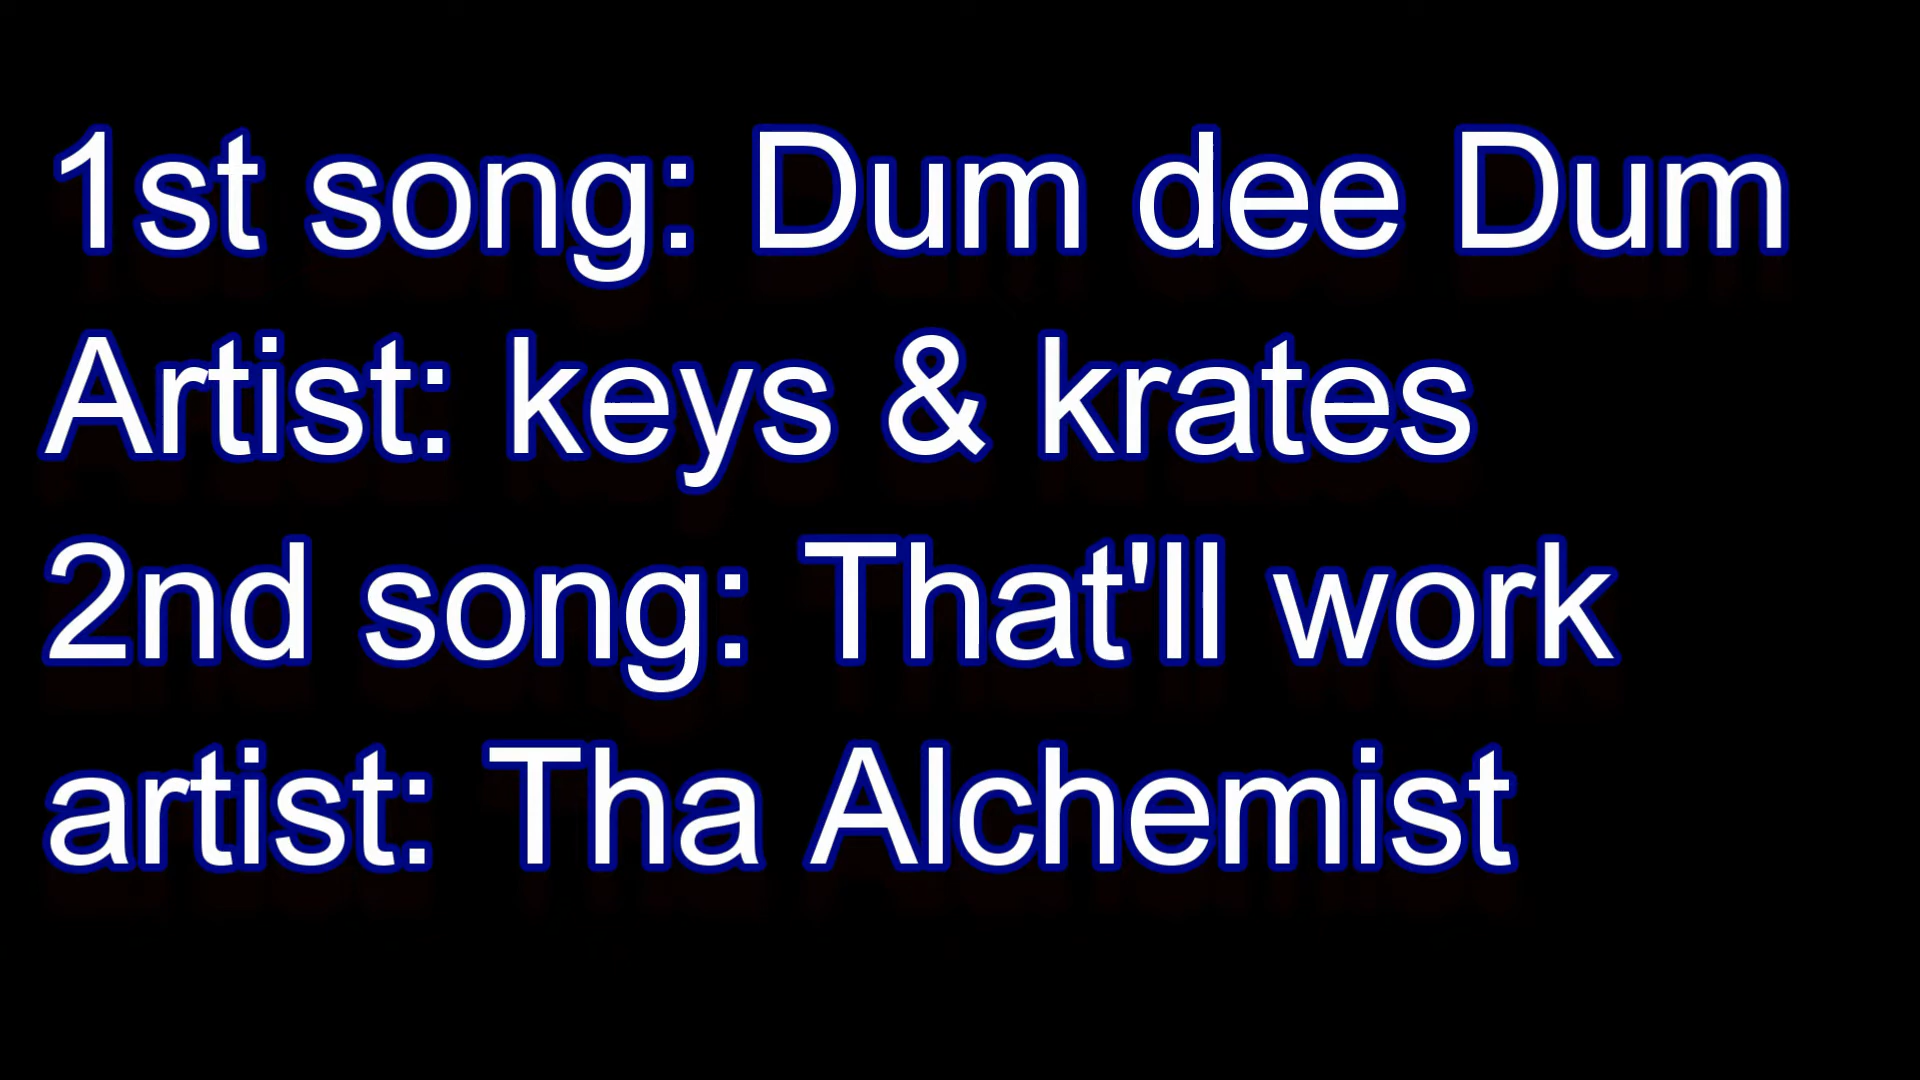 1st song: Dum dee Dum
Artist: keys & krates
2nd song: That'll work
artist: Tha Alchemist